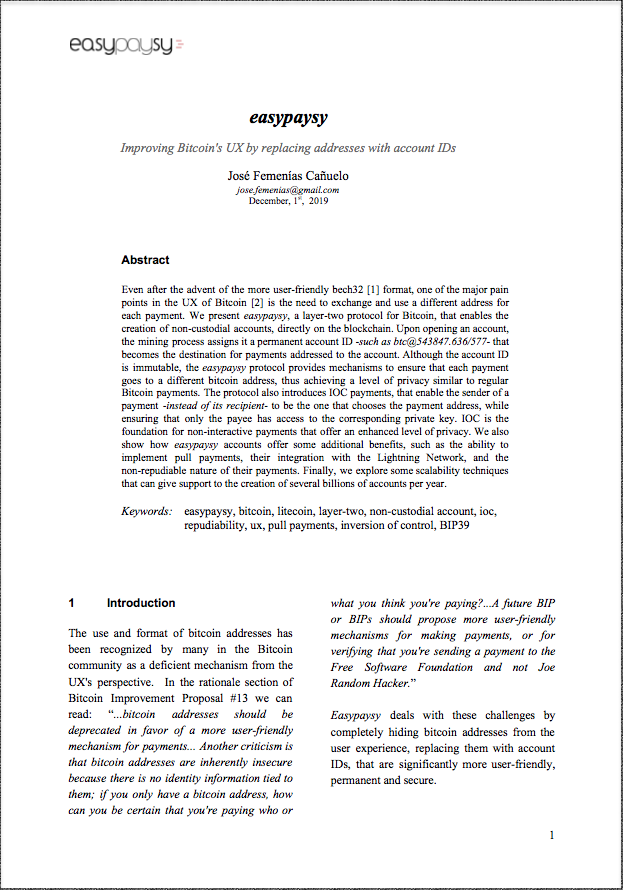 easypaysy
easypaysy
Improving Bitcoin's UX by replacing addresses with account IDs
José Femenías Cañuelo
jose.femenias@gmail.com
December, 1st, 2019
Abstract
Even after the advent of the more user-friendly bech32 [1] format, one of the major pain
points in the UX of Bitcoin [2] is the need to exchange and use a different address for
each payment. We present easypaysy, a layer-two protocol for Bitcoin, that enables the
creation of non-custodial accounts, directly on the blockchain. Upon opening an account,
the mining process assigns it a permanent account ID -such as btc@543847.636/577- that
becomes the destination for payments addressed to the account. Although the account ID
is immutable, the easypaysy protocol provides mechanisms to ensure that each payment
goes to a different bitcoin address, thus achieving a level of privacy similar to regular
Bitcoin payments. The protocol also introduces IOC payments, that enable the sender of a
payment -instead of its recipient- to be the one that chooses the payment address, while
ensuring that only the payee has access to the corresponding private key. IOC is the
foundation for non-interactive payments that offer an enhanced level of privacy. We also
show how easypaysy accounts offer some additional benefits, such as the ability to
implement pull payments, their integration with the Lightning Network, and the
non-repudiable nature of their payments. Finally, we explore some scalability techniques
that can give support to the creation of several billions of accounts per year.
Keywords: easypaysy, bitcoin, litecoin, layer-two, non-custodial account, ioc,
repudiability, ux, pull payments, inversion of control, BIP39
1 Introduction
The use and format of bitcoin addresses has
been recognized by many in the Bitcoin
community as a deficient mechanism from the
UX's perspective. In the rationale section of
Bitcoin Improvement Proposal #13 we can
read: “...bitcoin addresses should be
deprecated in favor of a more user-friendly
mechanism for payments... Another criticism is
that bitcoin addresses are inherently insecure
because there is no identity information tied to
them; if you only have a bitcoin address, how
can you be certain that you're paying who or
what you think you're paying?...A future BIP
or BIPs should propose more user-friendly
mechanisms for making payments, or for
verifying that you're sending a payment to the
Free Software Foundation and not Joe
Random Hacker.”
Easypaysy deals with these challenges by
completely hiding bitcoin addresses from the
user experience, replacing them with account
IDs, that are significantly more user-friendly,
permanent and secure.
1